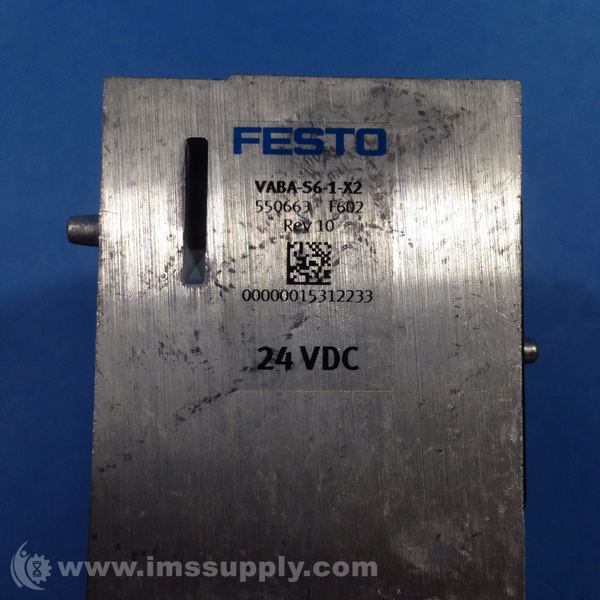 FESTO
VABA-S6-1-X2
550663 F602
Rev 10
00000015312233
24 VDC
www.imssupply.com